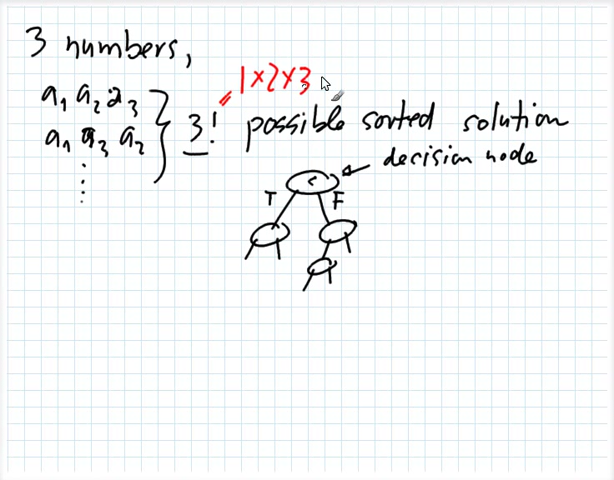 3 numbers,
= 1×2×3
a₁ a₂ a₃
a₁ a₃ a₂
⋮
3! possible sorted solution
decision node
<
T F